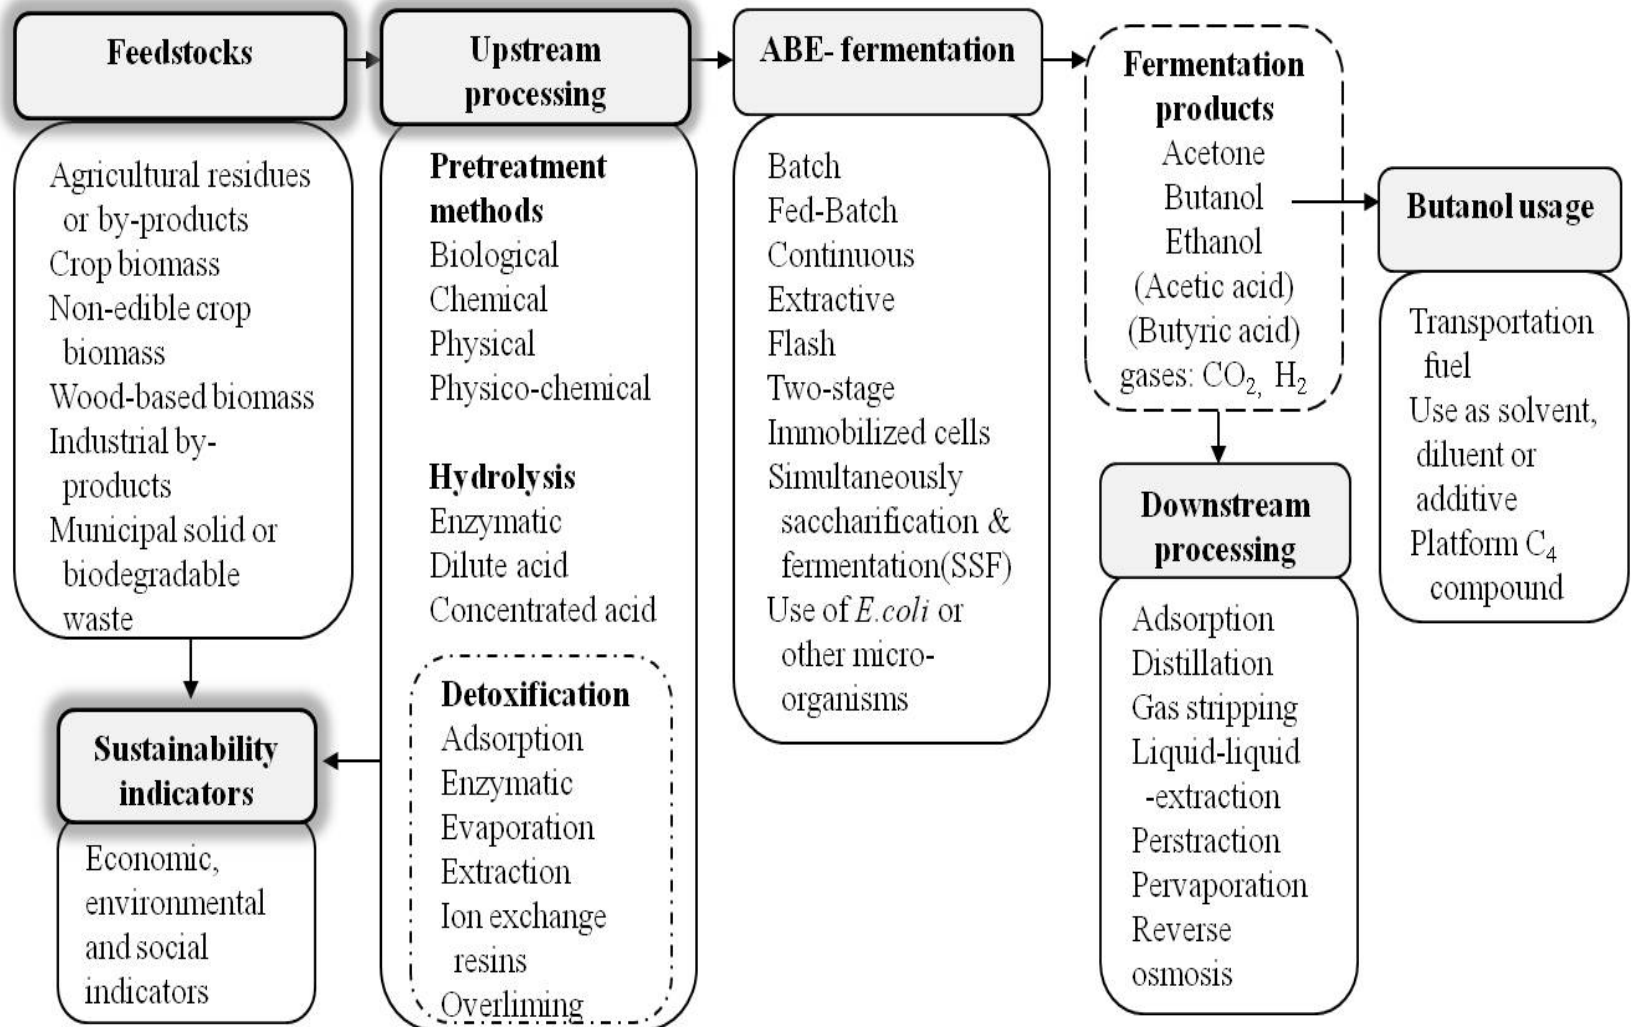 Feedstocks
Agricultural residues
or by-products
Crop biomass
Non-edible crop
biomass
Wood-based biomass
Industrial by-
products
Municipal solid or
biodegradable
waste
Sustainability
indicators
Economic,
environmental
and social
indicators
Upstream
processing
Pretreatment
methods
Biological
Chemical
Physical
Physico-chemical
Hydrolysis
Enzymatic
Dilute acid
Concentrated acid
Detoxification
Adsorption
Enzymatic
Evaporation
Extraction
Ion exchange
resins
Overliming
ABE- fermentation
Batch
Fed-Batch
Continuous
Extractive
Flash
Two-stage
Immobilized cells
Simultaneously
saccharification &
fermentation(SSF)
Use of E.coli or
other micro-
organisms
Fermentation
products
Acetone
Butanol
Ethanol
(Acetic acid)
(Butyric acid)
gases: CO₂, H₂
Downstream
processing
Adsorption
Distillation
Gas stripping
Liquid-liquid
-extraction
Perstraction
Pervaporation
Reverse
osmosis
Butanol usage
Transportation
fuel
Use as solvent,
diluent or
additive
Platform C₄
compound